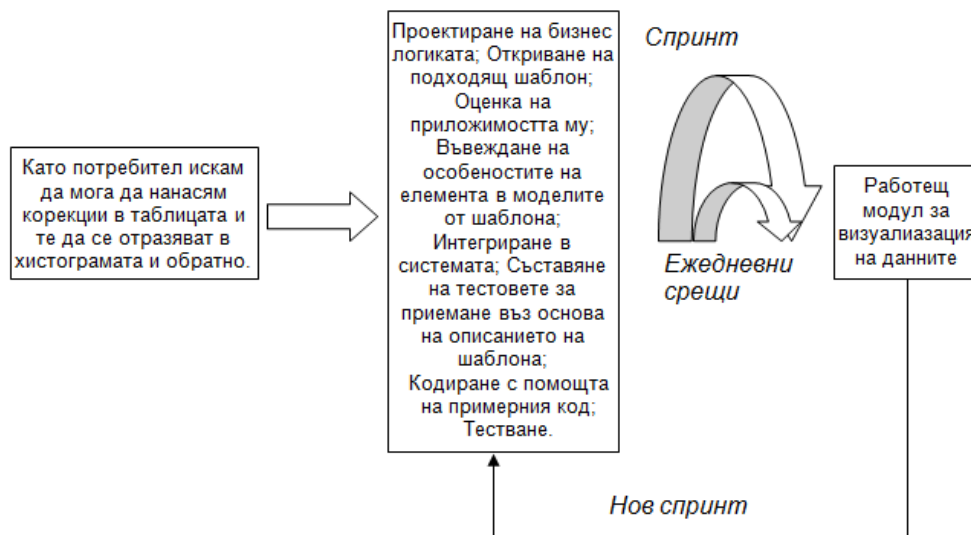 Като потребител искам
да мога да нанасям
корекции в таблицата и
те да се отразяват в
хистограмата и обратно.
Проектиране на бизнес
логиката; Откриване на
подходящ шаблон;
Оценка на
приложимостта му;
Въвеждане на
особеностите на
елемента в моделите
от шаблона;
Интегриране в
системата; Съставяне
на тестовете за
приемане въз основа
на описанието на
шаблона;
Кодиране с помощта
на примерния код;
Тестване.
Спринт
Ежедневни
срещи
Работещ
модул за
визуалиазация
на данните
Нов спринт